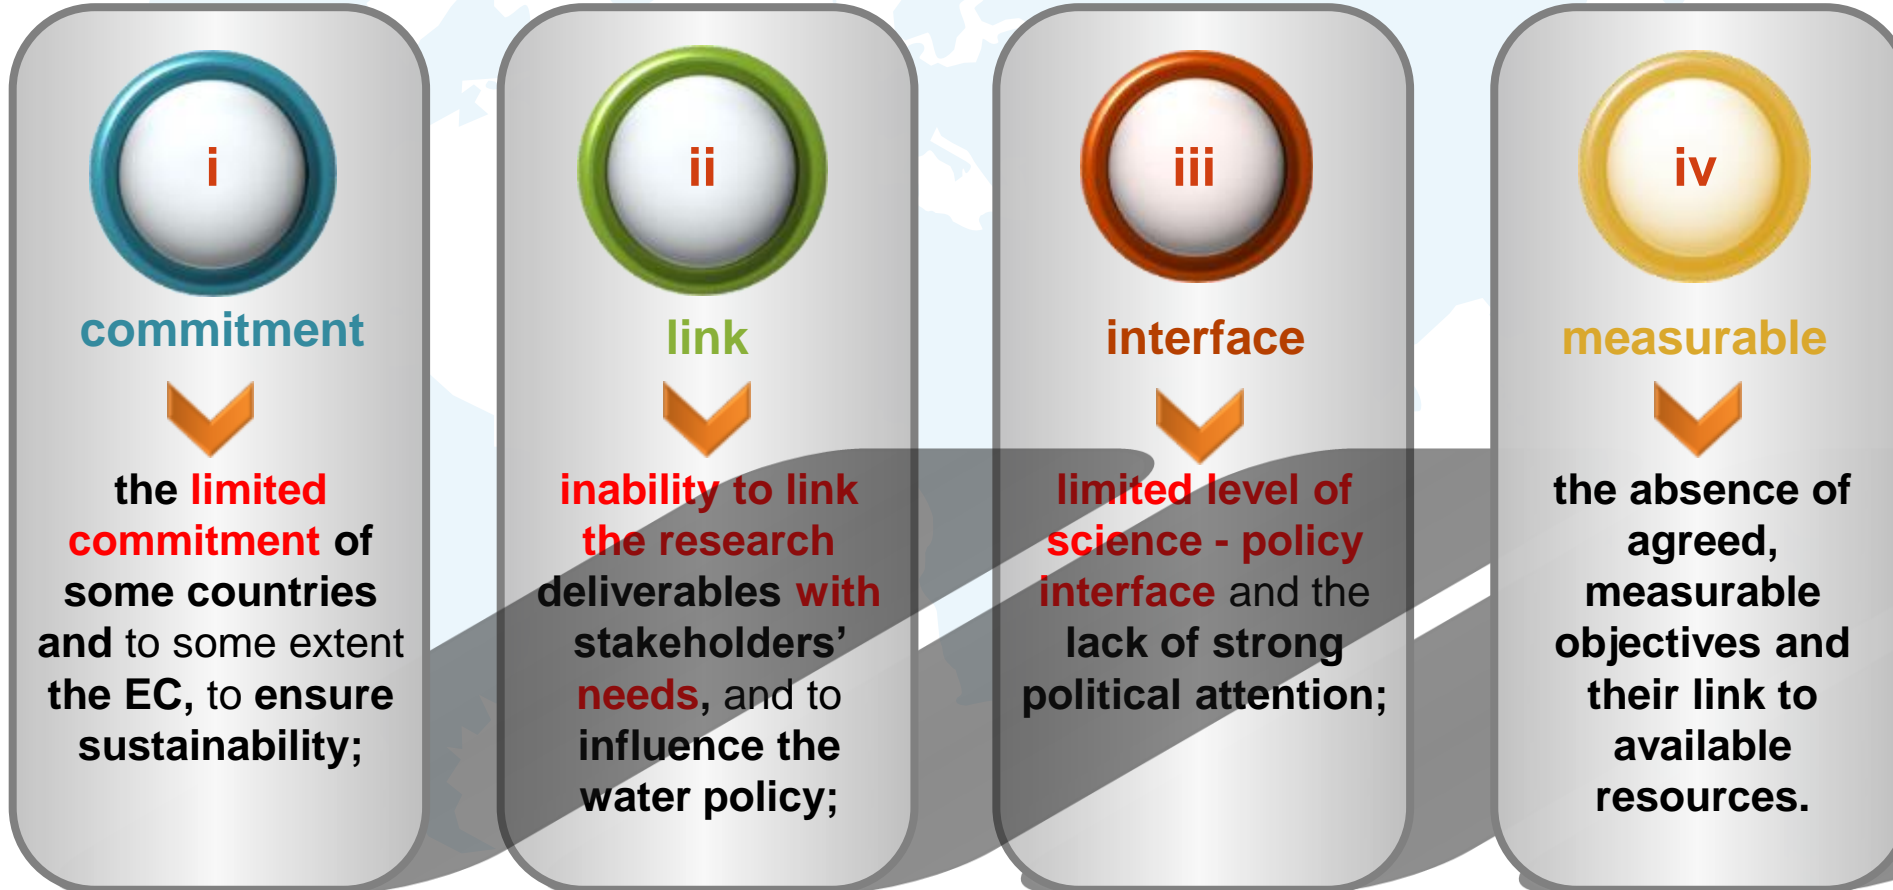 i
commitment
the limited
commitment of
some countries
and to some extent
the EC, to ensure
sustainability;
ii
link
inability to link
the research
deliverables with
stakeholders’
needs, and to
influence the
water policy;
iii
interface
limited level of
science - policy
interface and the
lack of strong
political attention;
iv
measurable
the absence of
agreed,
measurable
objectives and
their link to
available
resources.